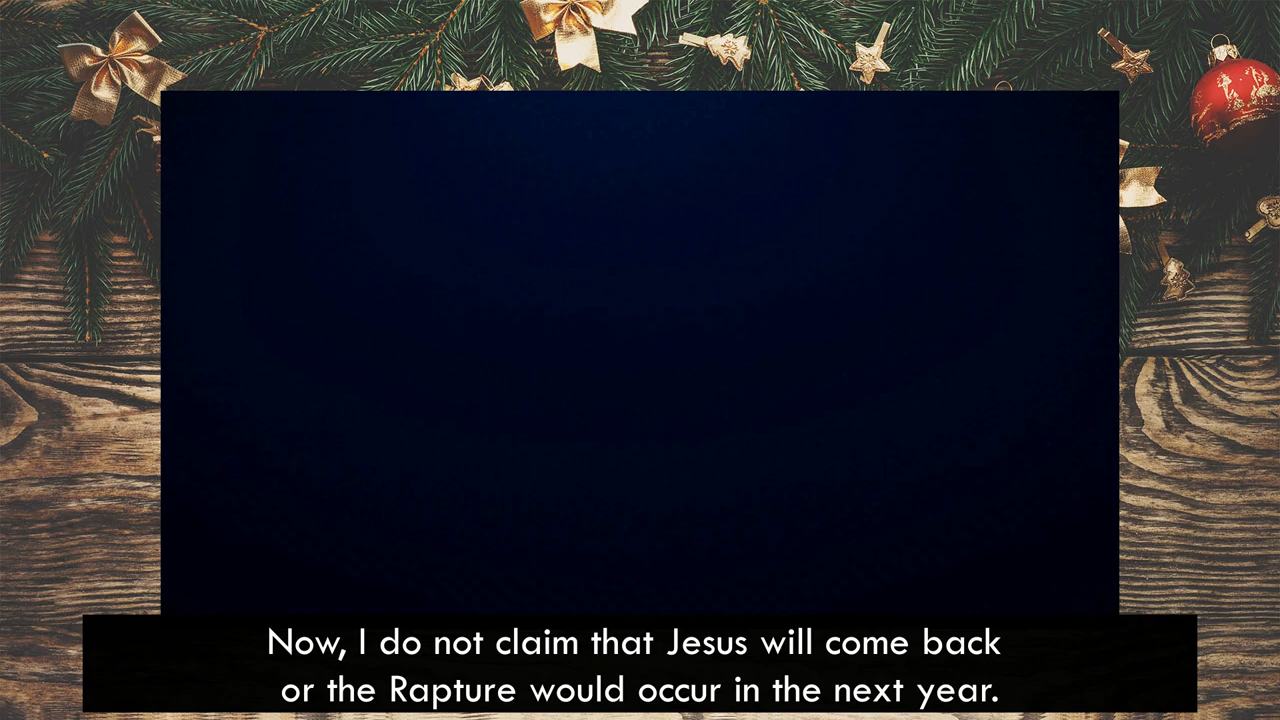 Now, I do not claim that Jesus will come back
or the Rapture would occur in the next year.